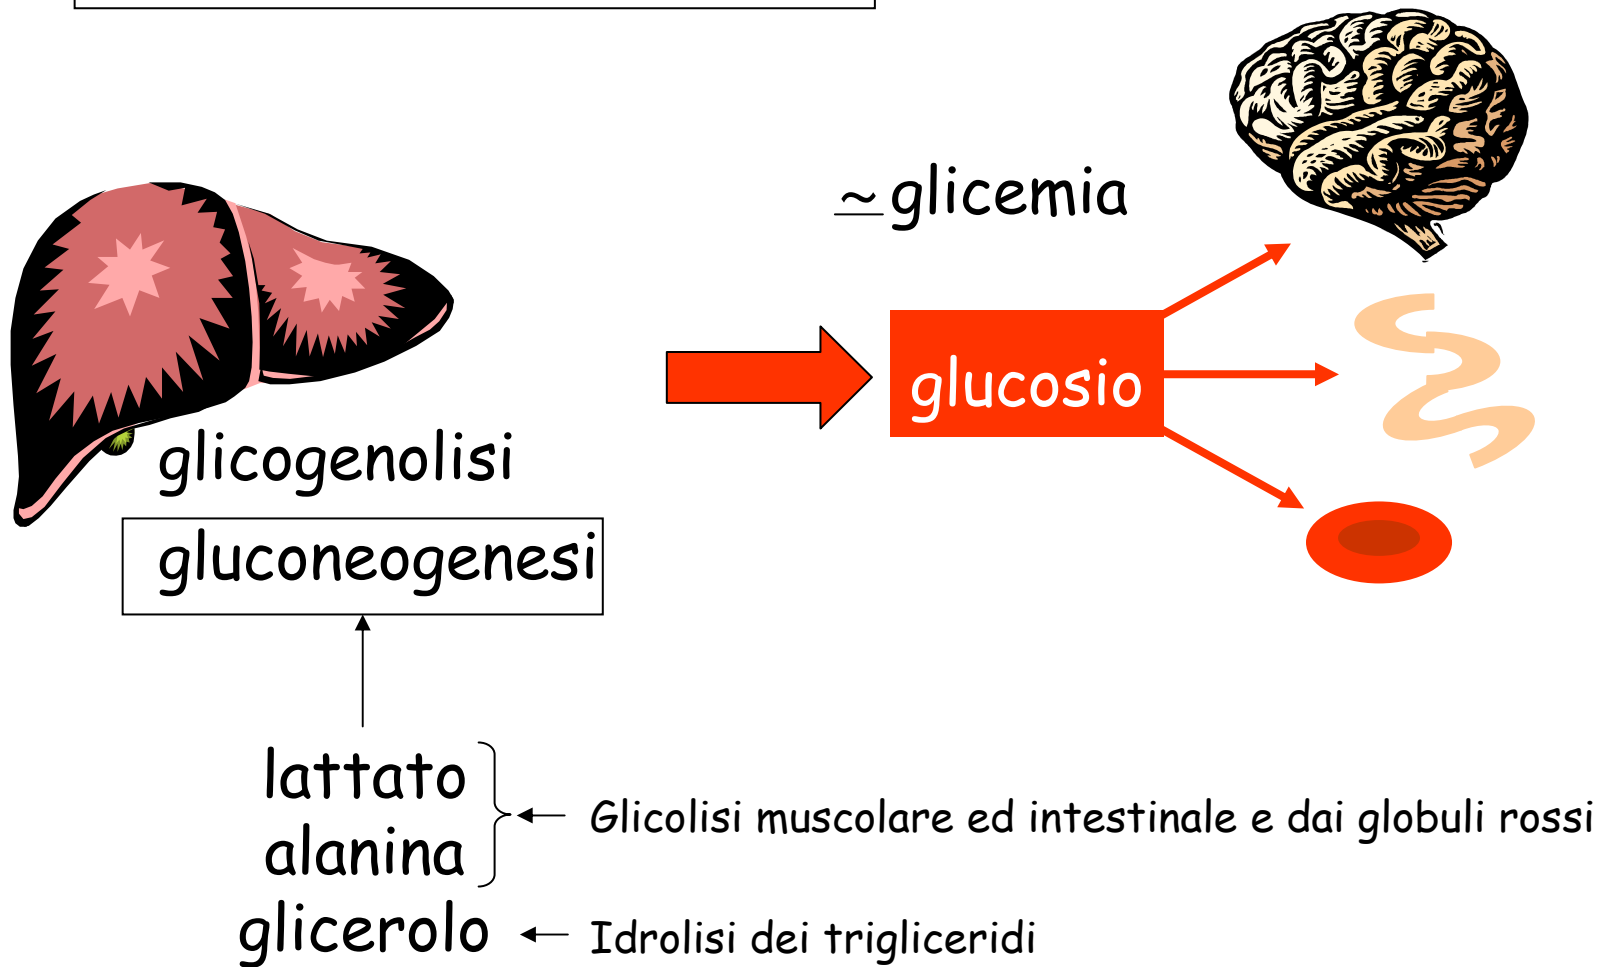 ~ glicemia
glucosio
glicogenolisi
gluconeogenesi
lattato
alanina
Glicolisi muscolare ed intestinale e dai globuli rossi
glicerolo
Idrolisi dei trigliceridi